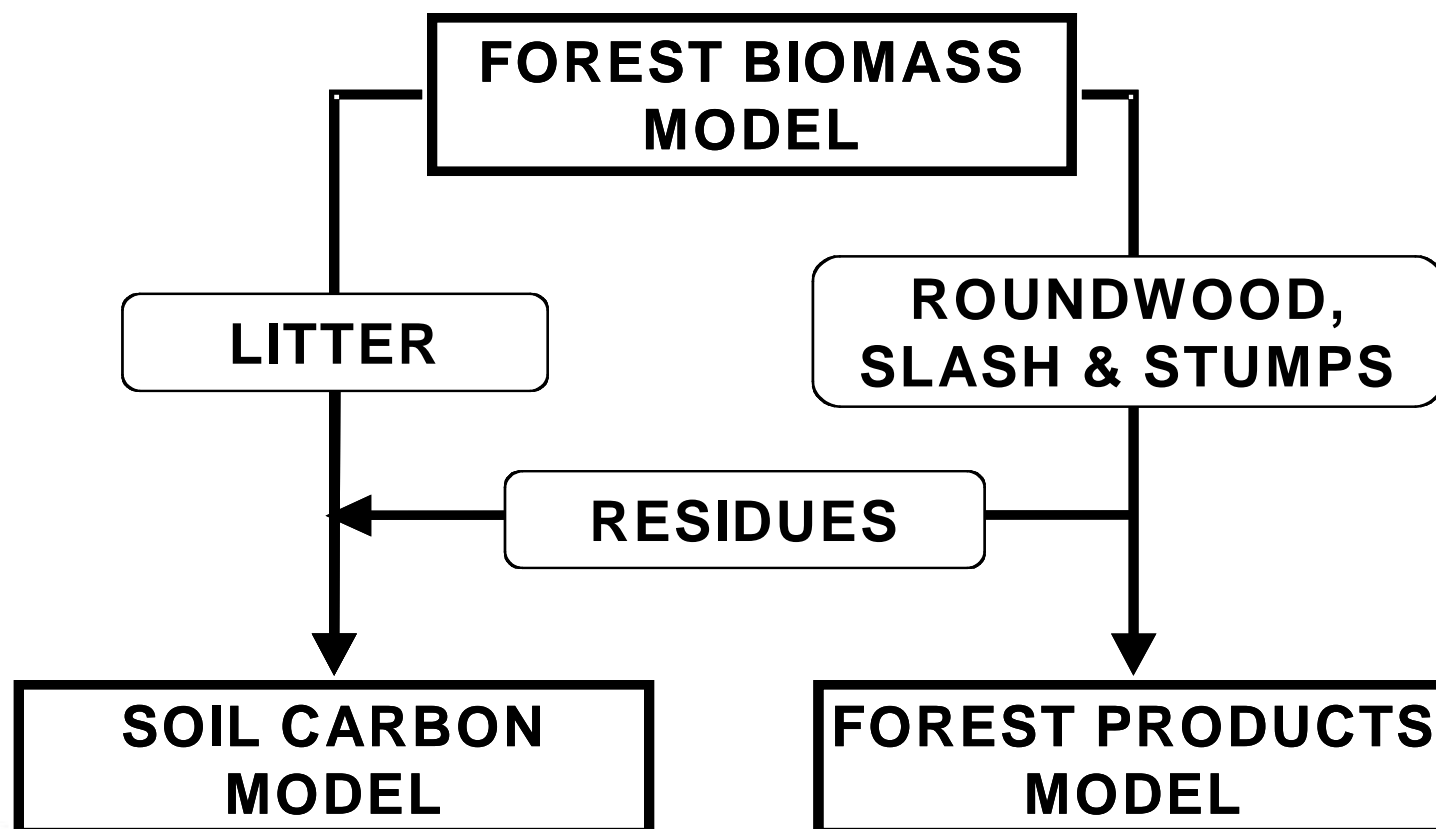 FOREST BIOMASS
MODEL
LITTER
ROUNDWOOD,
SLASH & STUMPS
RESIDUES
SOIL CARBON
MODEL
FOREST PRODUCTS
MODEL